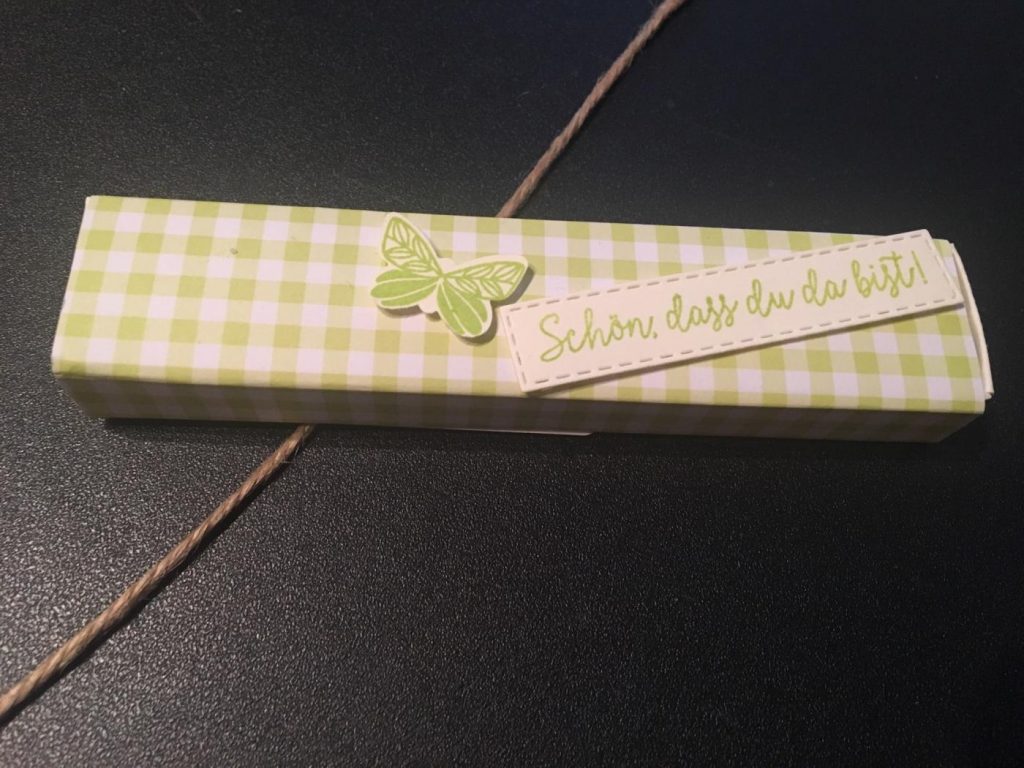 Schön, dass du da bist!